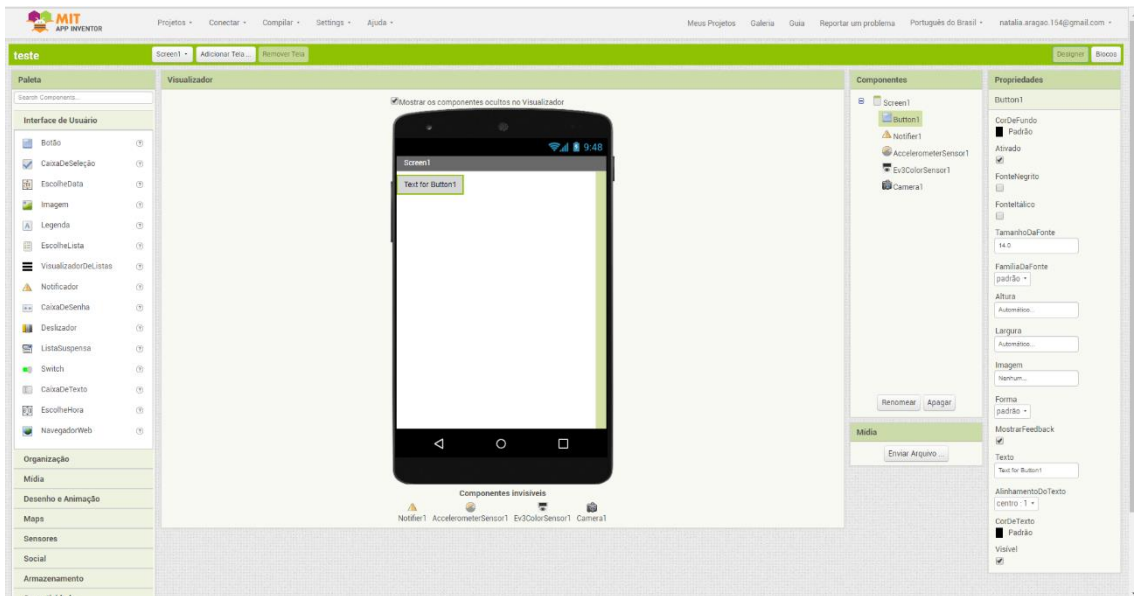 MIT
APP INVENTOR
Projetos
Conectar
Compilar
Settings
Ajuda
Meus Projetos
Galeria
Guia
Reportar um problema
Português do Brasil
natalia.aragao.154@gmail.com
teste
Screen1
Adicionar Tela ...
Remover Tela
Designer
Blocos
Paleta
Search Components...
Interface de Usuário
Botão
CaixaDeSeleção
EscolheData
Imagem
Legenda
EscolheLista
VisualizadorDeListas
Notificador
CaixaDeSenha
Deslizador
ListaSuspensa
Switch
CaixaDeTexto
EscolheHora
NavegadorWeb
Organização
Mídia
Desenho e Animação
Maps
Sensores
Social
Armazenamento
Visualizador
Mostrar os componentes ocultos no Visualizador
9:48
Screen1
Text for Button1
Componentes invisíveis
Notifier1
AccelerometerSensor1
Ev3ColorSensor1
Camera1
Componentes
Screen1
Button1
Notifier1
AccelerometerSensor1
Ev3ColorSensor1
Camera1
Renomear
Apagar
Mídia
Enviar Arquivo ...
Propriedades
Button1
CorDeFundo
Padrão
Ativado
FonteNegrito
FonteItálico
TamanhoDaFonte
14.0
FamíliaDaFonte
padrão
Altura
Automático...
Largura
Automático...
Imagem
Nenhum...
Forma
padrão
MostrarFeedback
Texto
Text for Button1
AlinhamentoDoTexto
centro : 1
CorDeTexto
Padrão
Visível